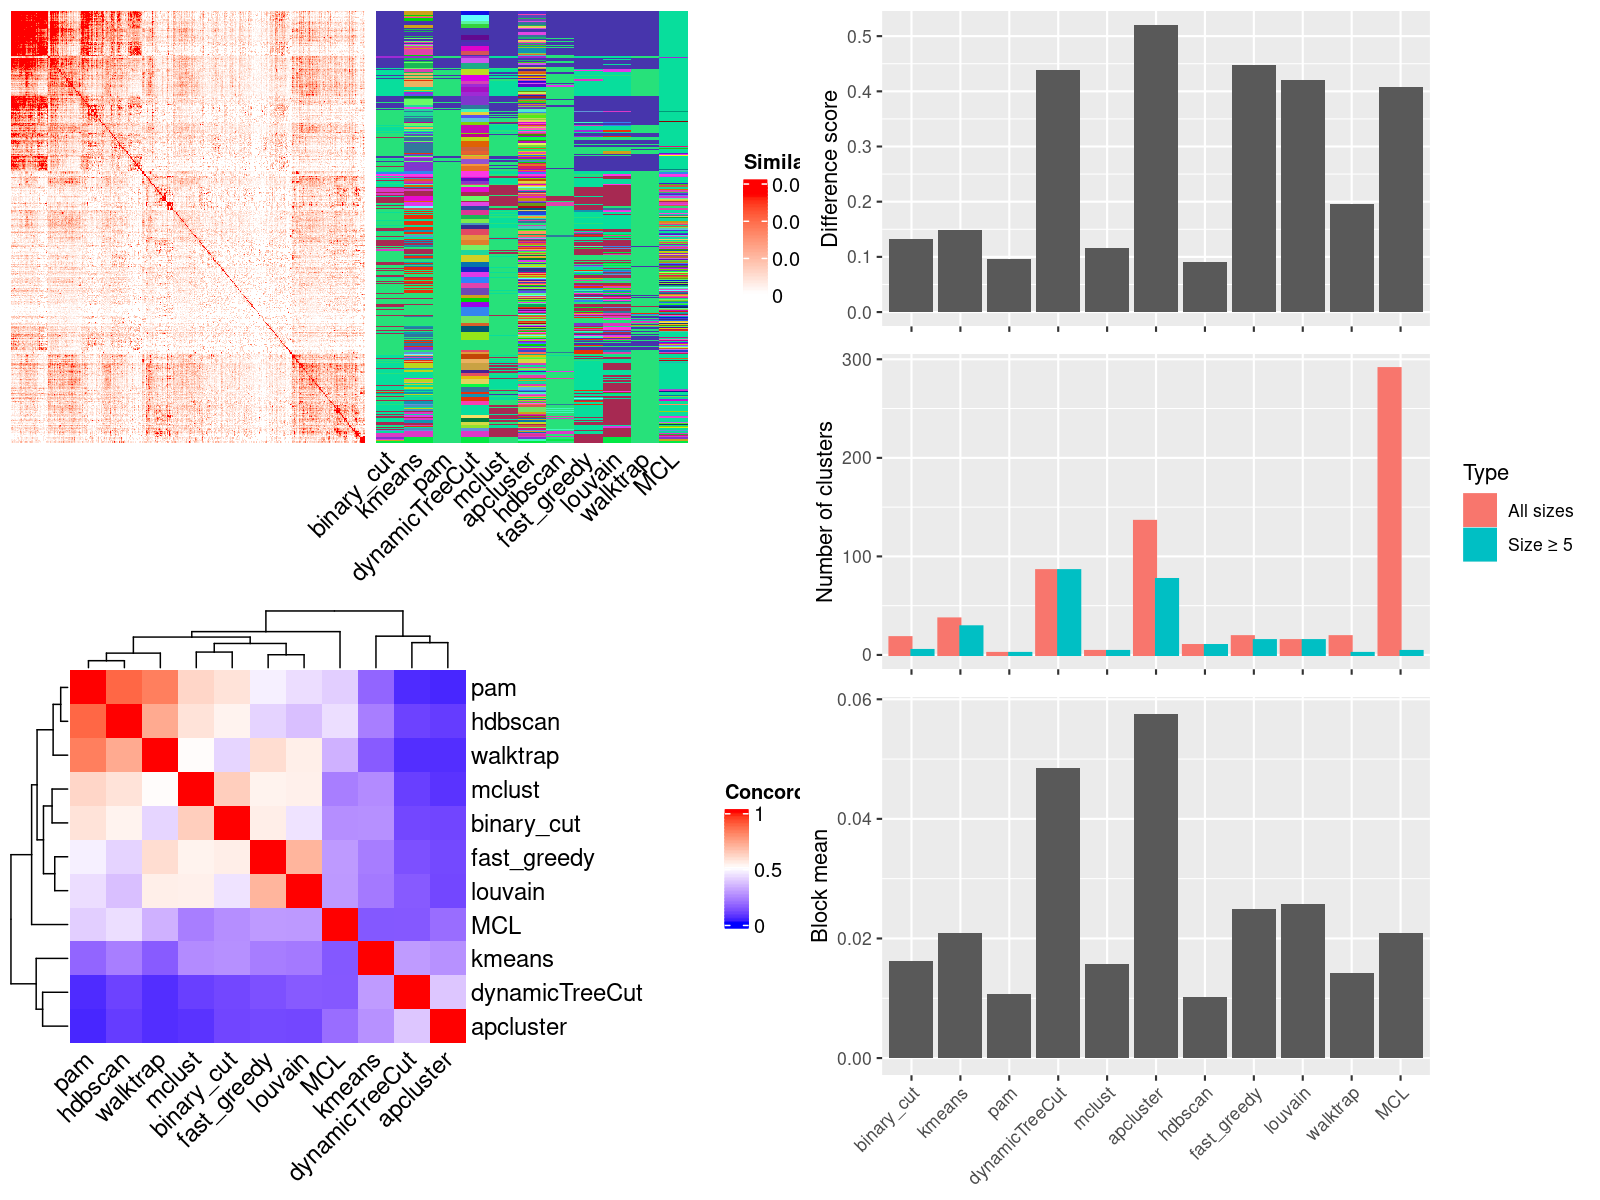 Simila
0.0
0.0
0.0
0
binary_cut
kmeans
pam
dynamicTreeCut
mclust
apcluster
hdbscan
fast_greedy
louvain
walktrap
MCL
pam
hdbscan
walktrap
mclust
binary_cut
fast_greedy
louvain
MCL
kmeans
dynamicTreeCut
apcluster
pam
hdbscan
walktrap
mclust
binary_cut
fast_greedy
louvain
MCL
kmeans
dynamicTreeCut
apcluster
Concord
1
0.5
0
Difference score
0.5
0.4
0.3
0.2
0.1
0.0
Number of clusters
300
200
100
0
Type
All sizes
Size ≥ 5
Block mean
0.06
0.04
0.02
0.00
binary_cut
kmeans
pam
dynamicTreeCut
mclust
apcluster
hdbscan
fast_greedy
louvain
walktrap
MCL